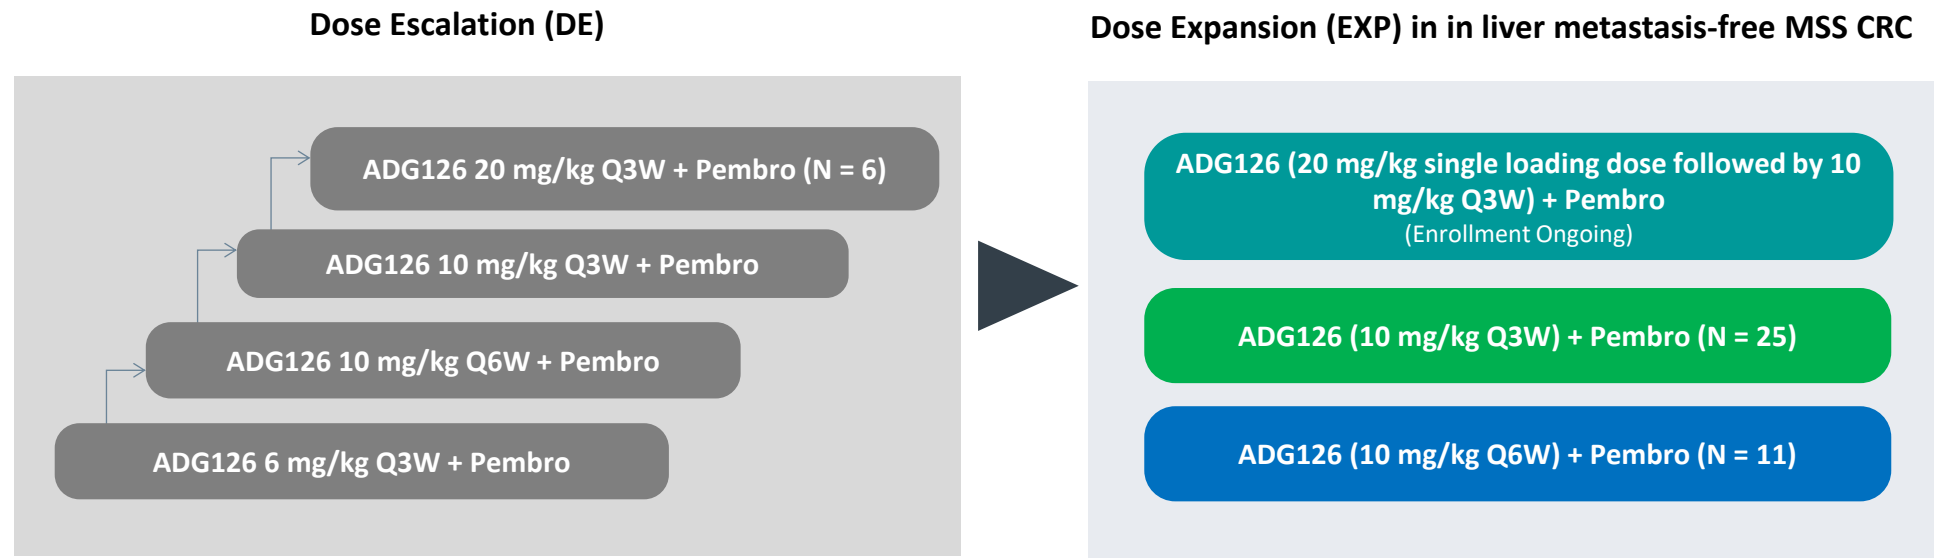 Dose Escalation (DE)
ADG126 20 mg/kg Q3W + Pembro (N = 6)
ADG126 10 mg/kg Q3W + Pembro
ADG126 10 mg/kg Q6W + Pembro
ADG126 6 mg/kg Q3W + Pembro
Dose Expansion (EXP) in in liver metastasis-free MSS CRC
ADG126 (20 mg/kg single loading dose followed by 10
mg/kg Q3W) + Pembro
(Enrollment Ongoing)
ADG126 (10 mg/kg Q3W) + Pembro (N = 25)
ADG126 (10 mg/kg Q6W) + Pembro (N = 11)